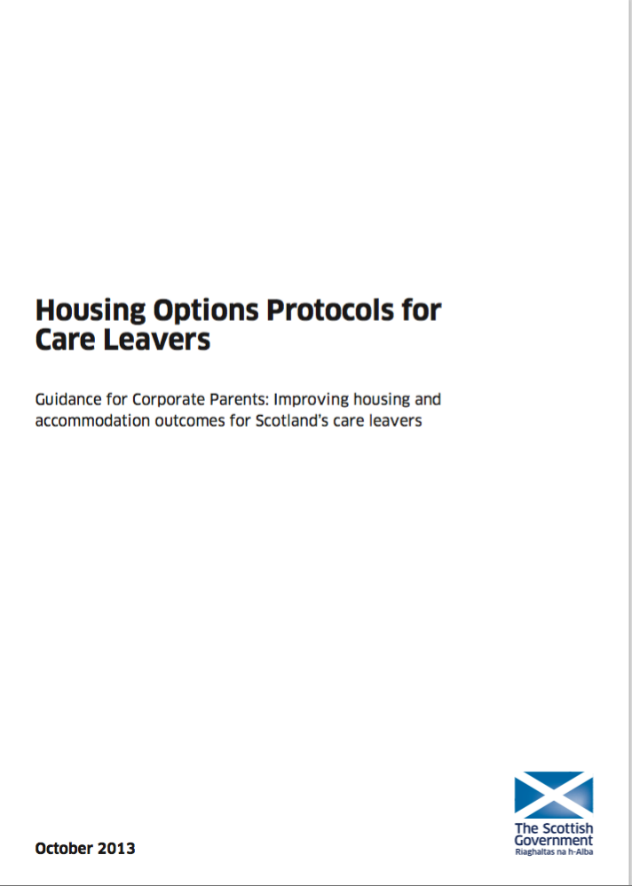 Housing Options Protocols for
Care Leavers
Guidance for Corporate Parents: Improving housing and
accommodation outcomes for Scotland's care leavers
The Scottish
Government
Riaghaltas na h-Alba
October 2013